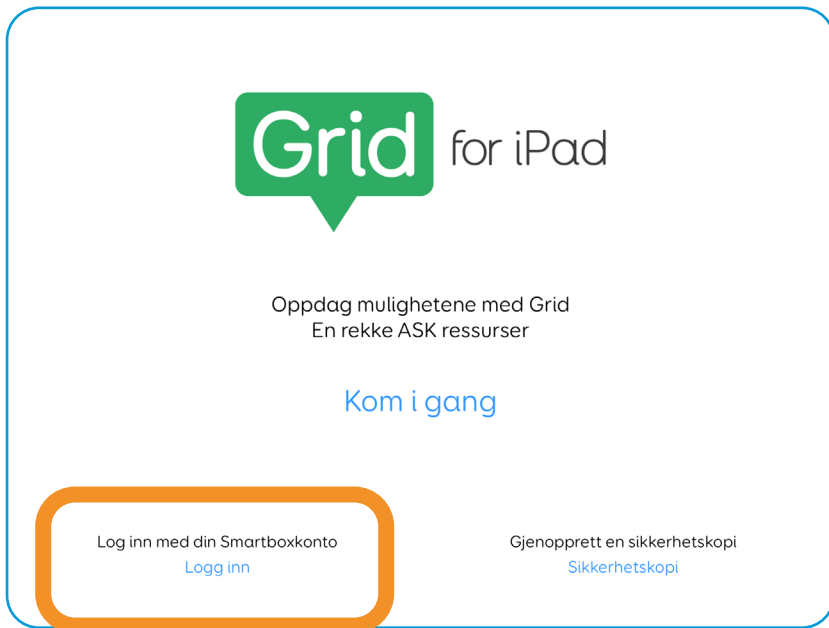 Grid for iPad
Oppdag mulighetene med Grid
En rekke ASK ressurser
Kom i gang
Log inn med din Smartboxkonto
Logg inn
Gjenopprett en sikkerhetskopi
Sikkerhetskopi